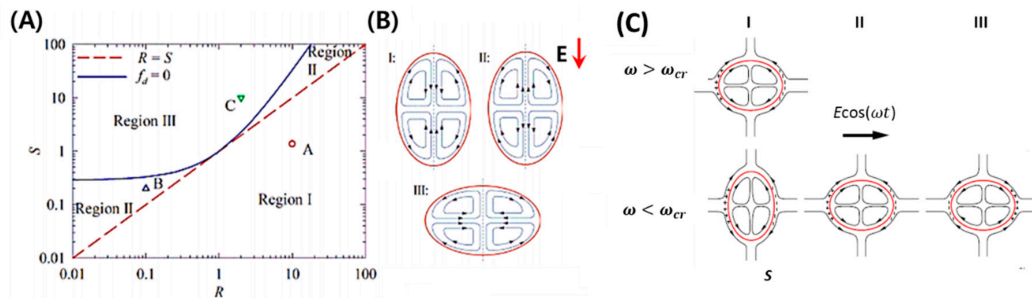 (A)
100
10
1
0.1
0.01
S
R = S
f_d = 0
Region
II
Region III
C
A
B
Region II
Region I
0.01
0.1
1
10
100
R
(B)
I:
II:
E
III:
(C)
I
II
III
ω > ω_cr
Ecos(ωt)
ω < ω_cr
S